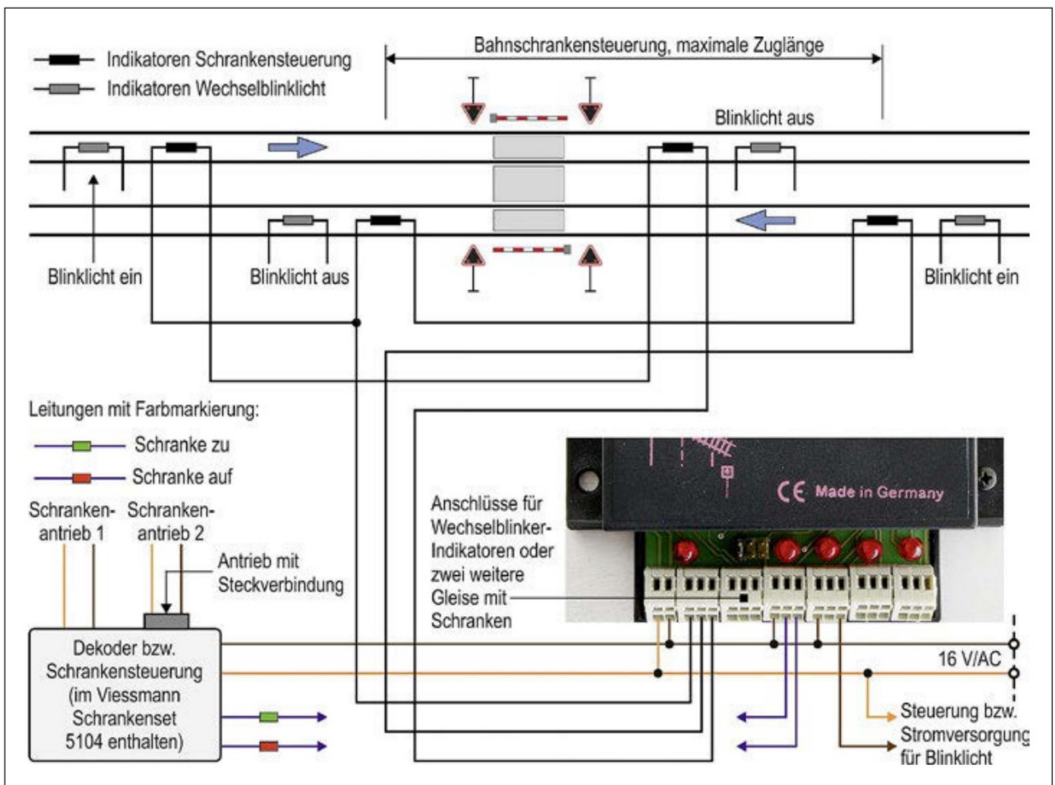 Indikatoren Schrankensteuerung
Indikatoren Wechselblinklicht
Bahnschrankensteuerung, maximale Zuglänge
Blinklicht aus
Blinklicht ein
Blinklicht aus
Blinklicht ein
Leitungen mit Farbmarkierung:
Schranke zu
Schranke auf
Schranken-
antrieb 1
Schranken-
antrieb 2
Antrieb mit
Steckverbindung
Dekoder bzw.
Schrankensteuerung
(im Viessmann
Schrankenset
5104 enthalten)
Anschlüsse für
Wechselblinker-
Indikatoren oder
zwei weitere
Gleise mit
Schranken
CE Made in Germany
16 V/AC
Steuerung bzw.
Stromversorgung
für Blinklicht